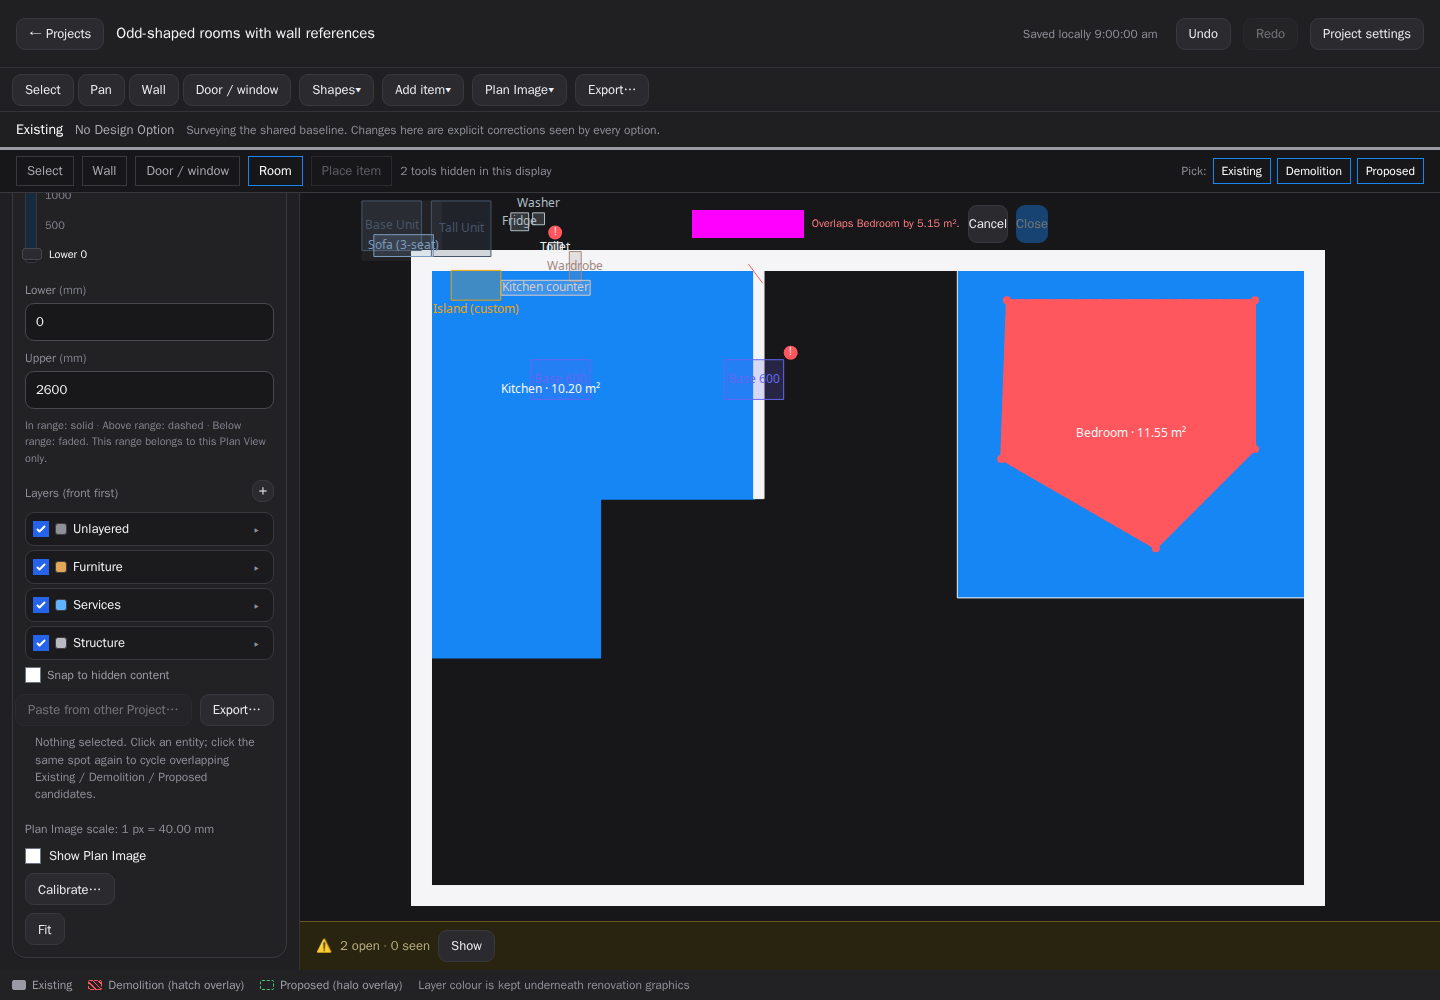 ← Projects
Odd-shaped rooms with wall references
Saved locally 9:00:00 am
Undo
Redo
Project settings
Select
Pan
Wall
Door / window
Shapes▾
Add item▾
Plan Image▾
Export···
Existing
No Design Option
Surveying the shared baseline. Changes here are explicit corrections seen by every option.
Select
Wall
Door / window
Room
Place item
2 tools hidden in this display
Pick:
Existing
Demolition
Proposed
1000
500
Lower 0
Lower (mm)
0
Upper (mm)
2600
In range: solid · Above range: dashed · Below
range: faded. This range belongs to this Plan View
only.
Layers (front first)
+
Unlayered
Furniture
Services
Structure
Snap to hidden content
Paste from other Project···
Export···
Nothing selected. Click an entity; click the
same spot again to cycle overlapping
Existing / Demolition / Proposed
candidates.
Plan Image scale: 1 px = 40.00 mm
Show Plan Image
Calibrate···
Fit
Washer
Fridge
Base Unit
Tall Unit
Sofa (3-seat)
!
Toilet
Wardrobe
Kitchen counter
Island (custom)
Overlaps Bedroom by 5.15 m².
Cancel
Close
Base 600
Kitchen · 10.20 m²
!
Base 600
Bedroom · 11.55 m²
2 open · 0 seen
Show
Existing
Demolition (hatch overlay)
Proposed (halo overlay)
Layer colour is kept underneath renovation graphics